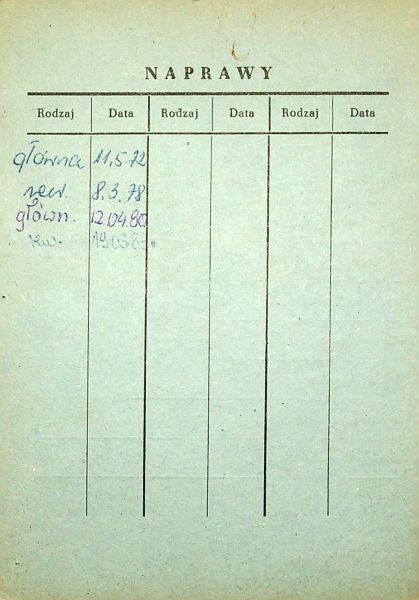 NAPRAWY
Rodzaj Data Rodzaj Data Rodzaj Data
główna 11.5.72
rew. 8.3.78
główn. 12.04.80
rew.